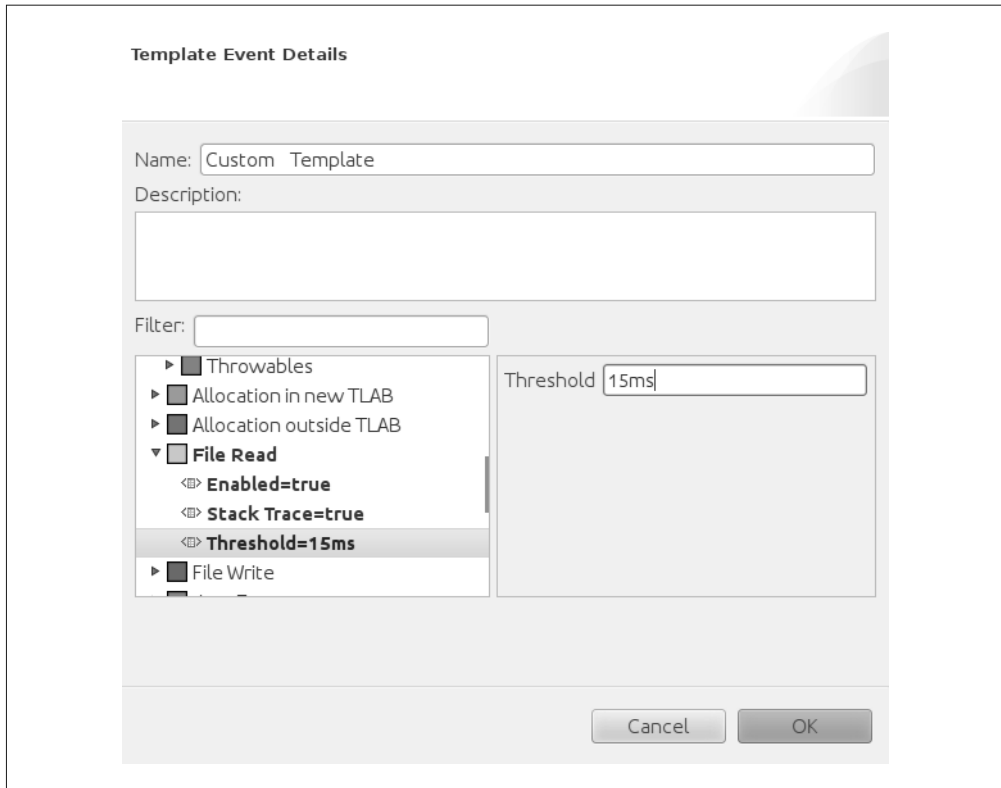 Template Event Details
Name: Custom Template
Description:
Filter:
Throwables
Allocation in new TLAB
Allocation outside TLAB
File Read
Enabled=true
Stack Trace=true
Threshold=15ms
File Write
Threshold 15ms
Cancel OK